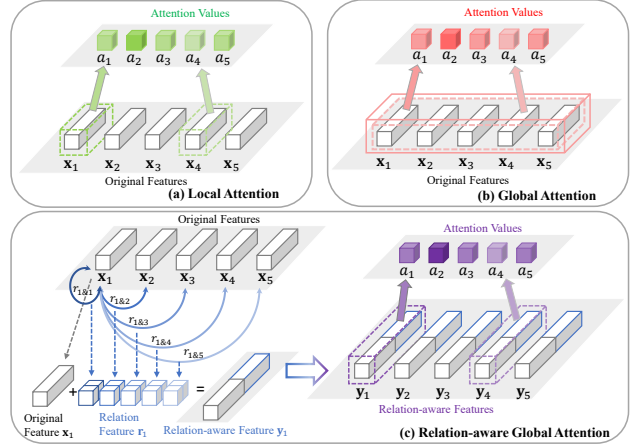 Attention Values
a1 a2 a3 a4 a5
x1 x2 x3 x4 x5
Original Features
(a) Local Attention
Attention Values
a1 a2 a3 a4 a5
x1 x2 x3 x4 x5
Original Features
(b) Global Attention
Original Features
x1 x2 x3 x4 x5
r1&1
r1&2
r1&3
r1&4
r1&5
+
=
Original
Feature x1
Relation
Feature r1
Relation-aware Feature y1
Attention Values
a1 a2 a3 a4 a5
y1 y2 y3 y4 y5
Relation-aware Features
(c) Relation-aware Global Attention